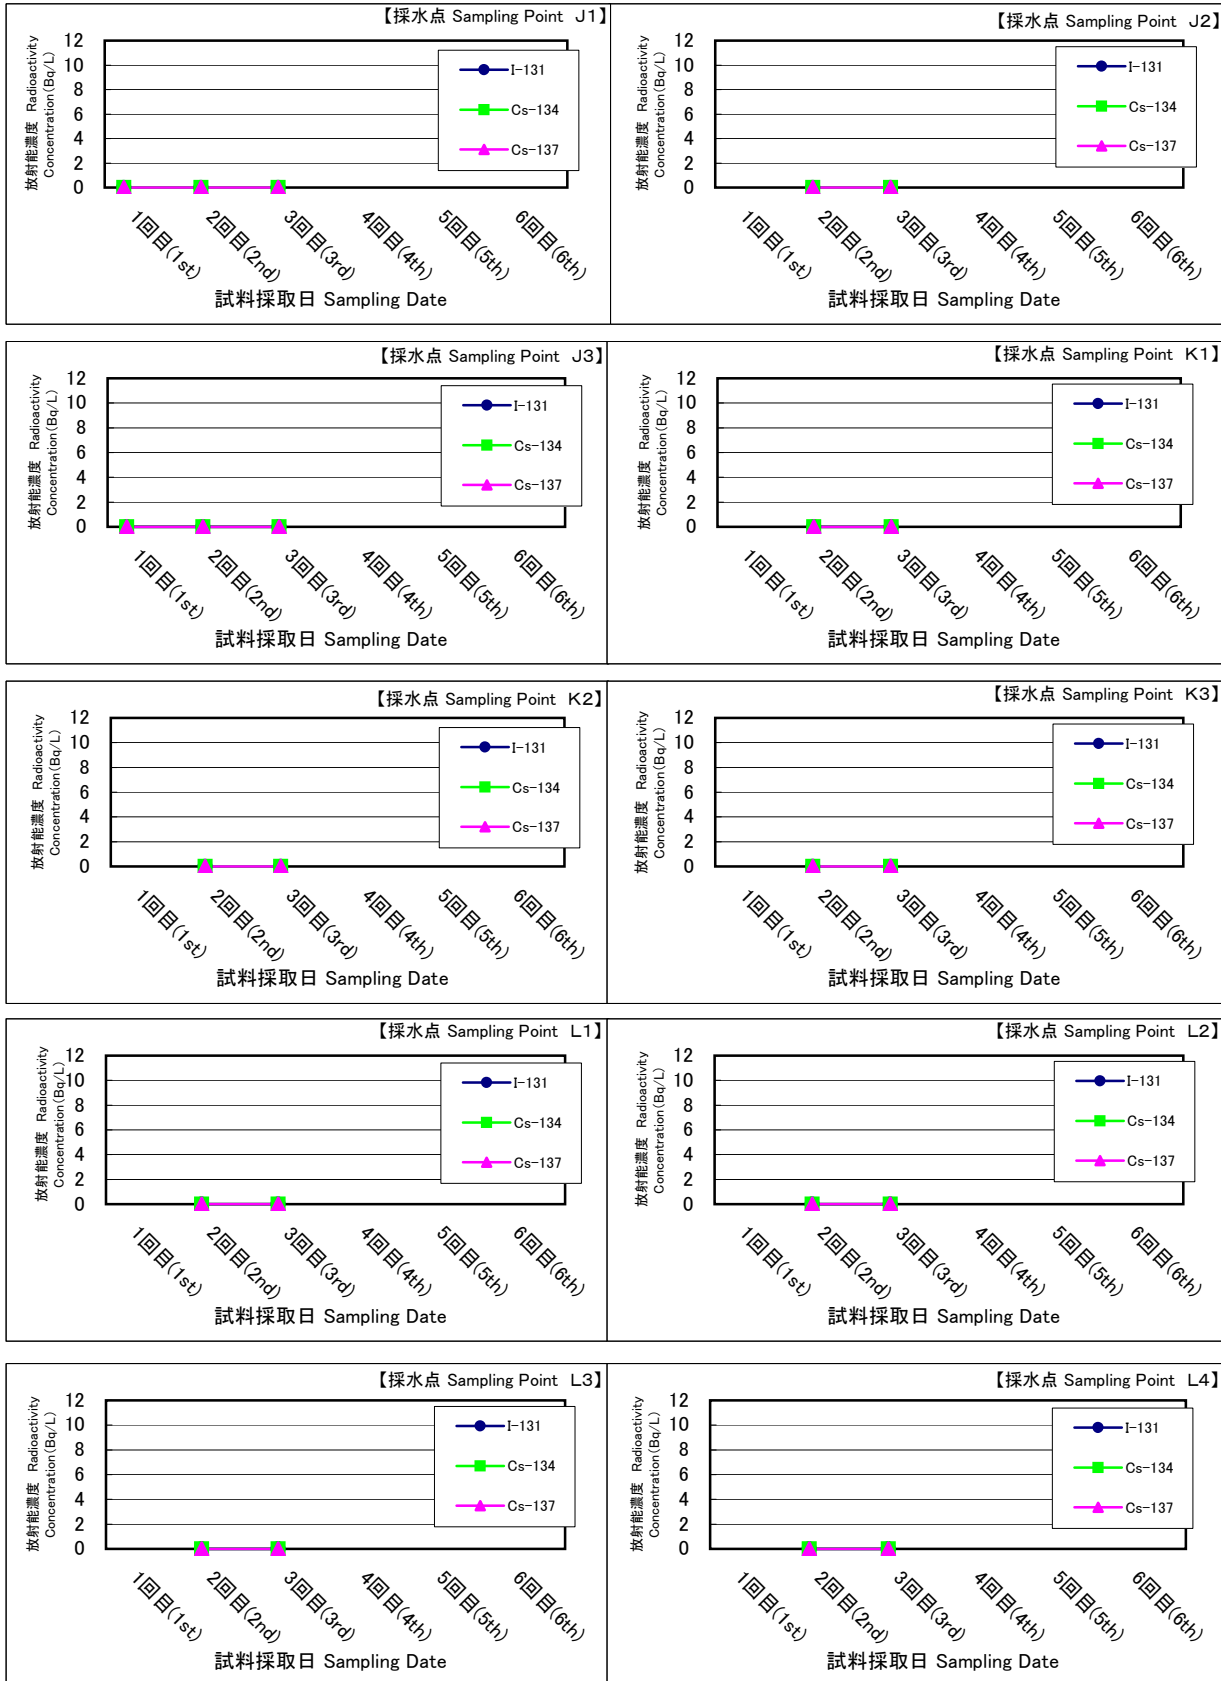 【採水点 Sampling Point J1】
放射能濃度 Radioactivity
Concentration(Bq/L)
12
10
8
6
4
2
0
I-131
Cs-134
Cs-137
1回目(1st)
2回目(2nd)
3回目(3rd)
4回目(4th)
5回目(5th)
6回目(6th)
試料採取日 Sampling Date
【採水点 Sampling Point J2】
放射能濃度 Radioactivity
Concentration(Bq/L)
12
10
8
6
4
2
0
I-131
Cs-134
Cs-137
1回目(1st)
2回目(2nd)
3回目(3rd)
4回目(4th)
5回目(5th)
6回目(6th)
試料採取日 Sampling Date
【採水点 Sampling Point J3】
放射能濃度 Radioactivity
Concentration(Bq/L)
12
10
8
6
4
2
0
I-131
Cs-134
Cs-137
1回目(1st)
2回目(2nd)
3回目(3rd)
4回目(4th)
5回目(5th)
6回目(6th)
試料採取日 Sampling Date
【採水点 Sampling Point K1】
放射能濃度 Radioactivity
Concentration(Bq/L)
12
10
8
6
4
2
0
I-131
Cs-134
Cs-137
1回目(1st)
2回目(2nd)
3回目(3rd)
4回目(4th)
5回目(5th)
6回目(6th)
試料採取日 Sampling Date
【採水点 Sampling Point K2】
放射能濃度 Radioactivity
Concentration(Bq/L)
12
10
8
6
4
2
0
I-131
Cs-134
Cs-137
1回目(1st)
2回目(2nd)
3回目(3rd)
4回目(4th)
5回目(5th)
6回目(6th)
試料採取日 Sampling Date
【採水点 Sampling Point K3】
放射能濃度 Radioactivity
Concentration(Bq/L)
12
10
8
6
4
2
0
I-131
Cs-134
Cs-137
1回目(1st)
2回目(2nd)
3回目(3rd)
4回目(4th)
5回目(5th)
6回目(6th)
試料採取日 Sampling Date
【採水点 Sampling Point L1】
放射能濃度 Radioactivity
Concentration(Bq/L)
12
10
8
6
4
2
0
I-131
Cs-134
Cs-137
1回目(1st)
2回目(2nd)
3回目(3rd)
4回目(4th)
5回目(5th)
6回目(6th)
試料採取日 Sampling Date
【採水点 Sampling Point L2】
放射能濃度 Radioactivity
Concentration(Bq/L)
12
10
8
6
4
2
0
I-131
Cs-134
Cs-137
1回目(1st)
2回目(2nd)
3回目(3rd)
4回目(4th)
5回目(5th)
6回目(6th)
試料採取日 Sampling Date
【採水点 Sampling Point L3】
放射能濃度 Radioactivity
Concentration(Bq/L)
12
10
8
6
4
2
0
I-131
Cs-134
Cs-137
1回目(1st)
2回目(2nd)
3回目(3rd)
4回目(4th)
5回目(5th)
6回目(6th)
試料採取日 Sampling Date
【採水点 Sampling Point L4】
放射能濃度 Radioactivity
Concentration(Bq/L)
12
10
8
6
4
2
0
I-131
Cs-134
Cs-137
1回目(1st)
2回目(2nd)
3回目(3rd)
4回目(4th)
5回目(5th)
6回目(6th)
試料採取日 Sampling Date